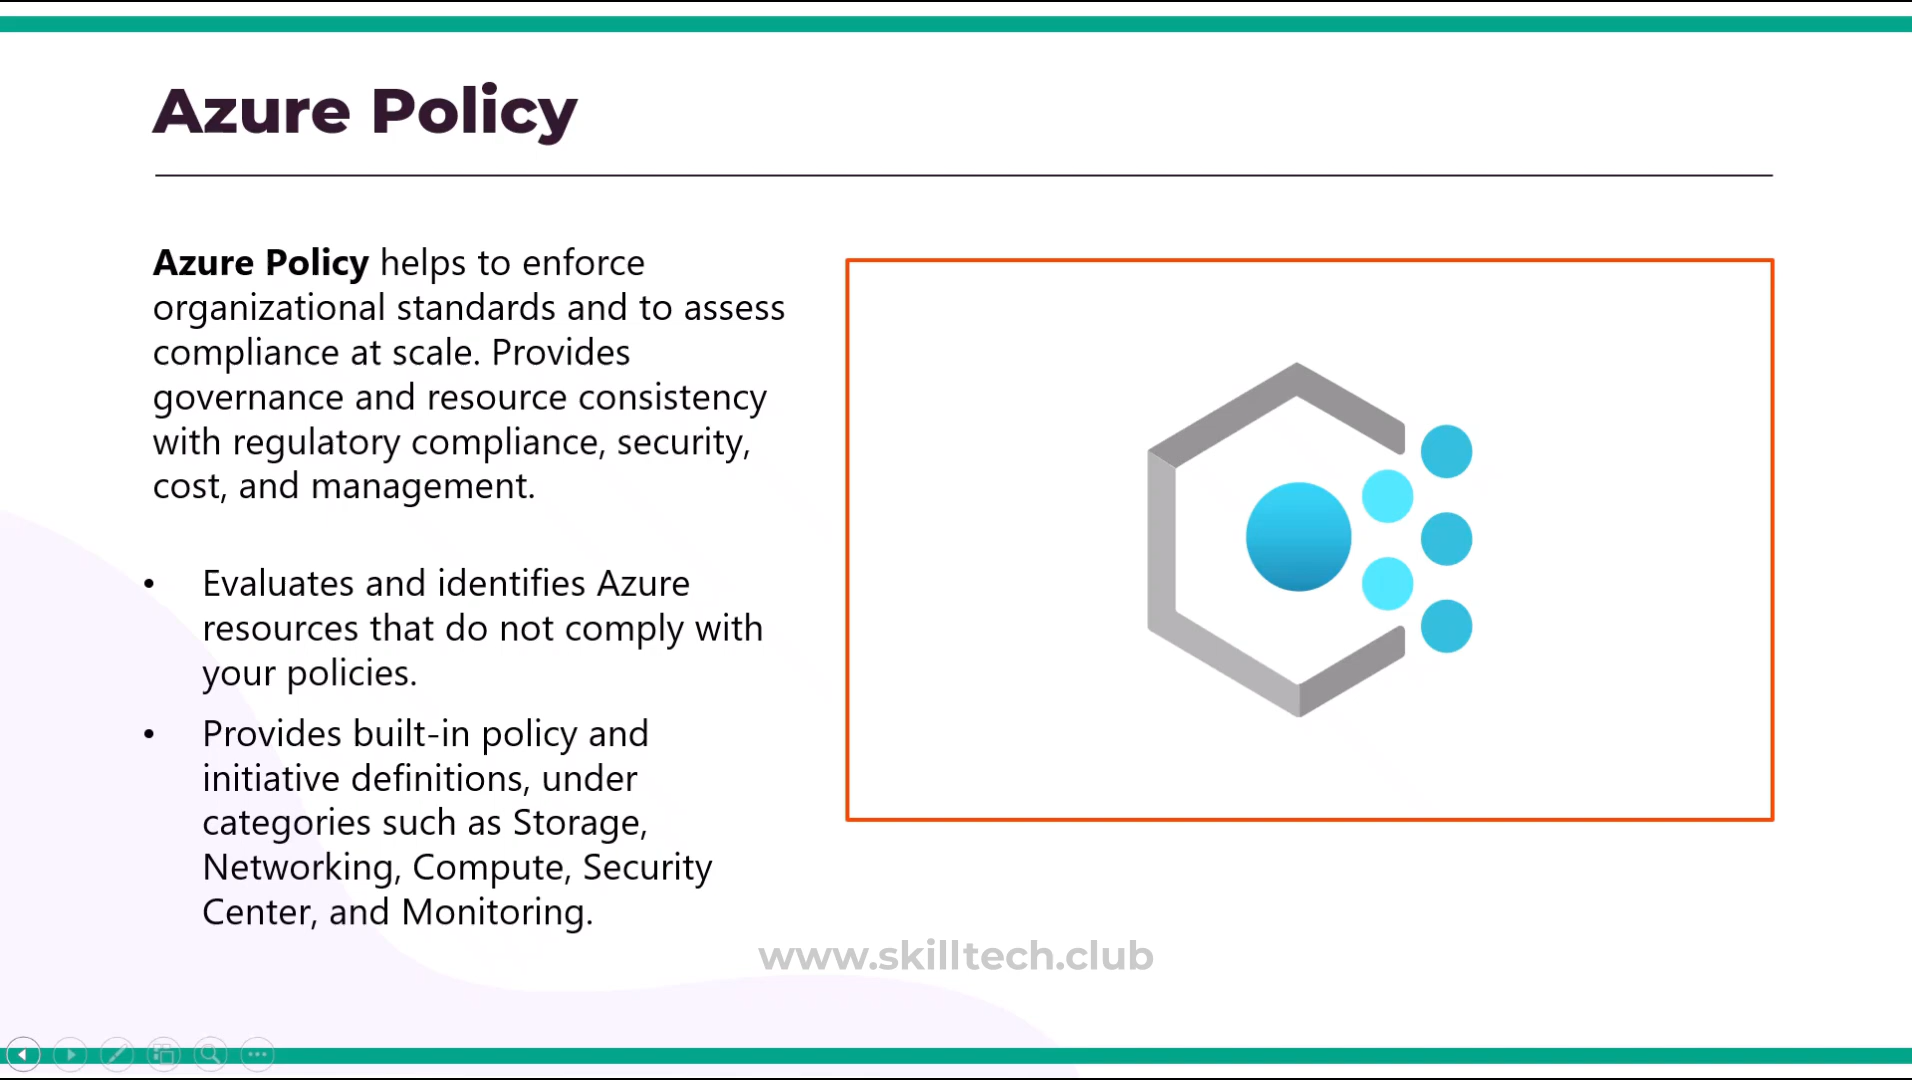 Azure Policy
Azure Policy helps to enforce
organizational standards and to assess
compliance at scale. Provides
governance and resource consistency
with regulatory compliance, security,
cost, and management.
• Evaluates and identifies Azure
resources that do not comply with
your policies.
• Provides built-in policy and
initiative definitions, under
categories such as Storage,
Networking, Compute, Security
Center, and Monitoring.
www.skilltech.club